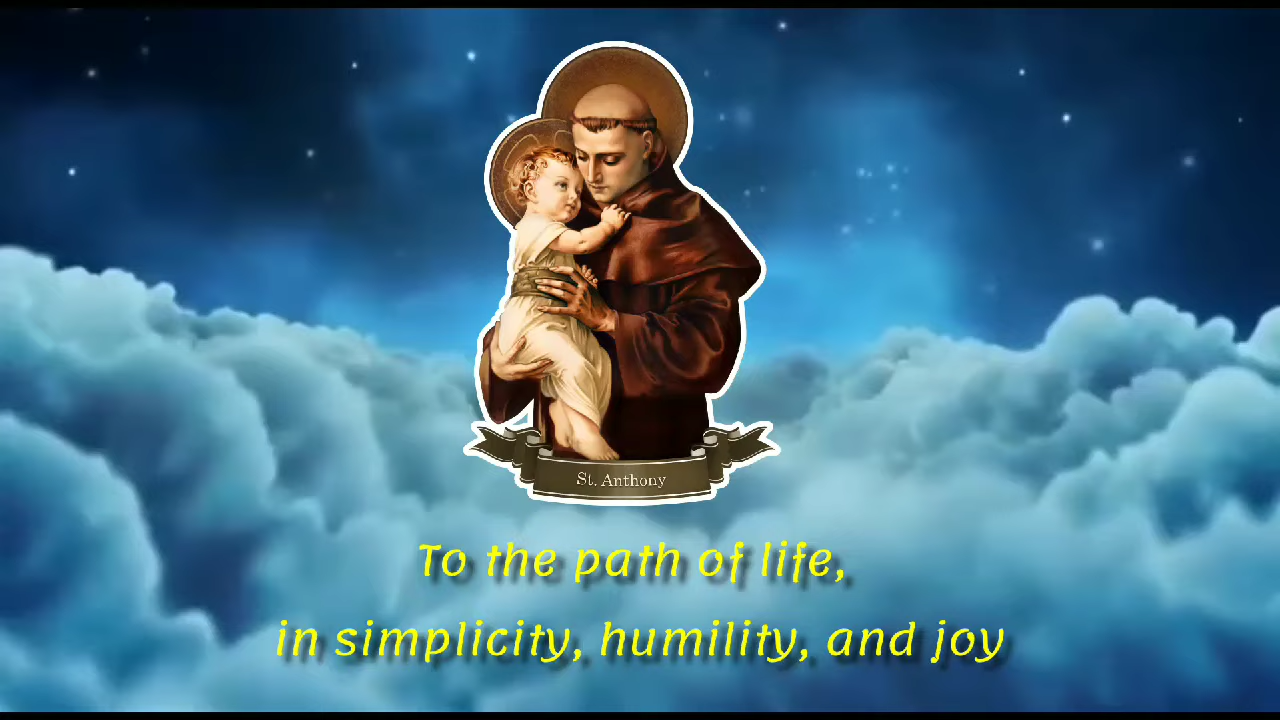 St. Anthony
To the path of life,
in simplicity, humility, and joy